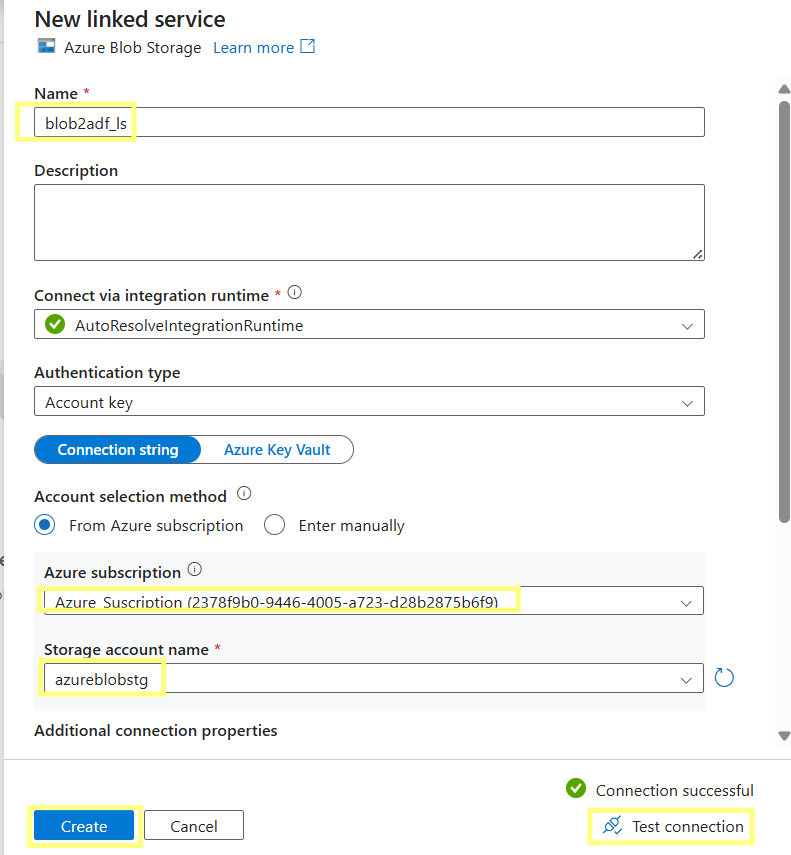 New linked service
Azure Blob Storage Learn more
Name *
blob2adf_ls
Description
Connect via integration runtime *
AutoResolveIntegrationRuntime
Authentication type
Account key
Connection string Azure Key Vault
Account selection method
From Azure subscription Enter manually
Azure subscription
Azure_Suscription (2378f9b0-9446-4005-a723-d28b2875b6f9)
Storage account name *
azureblobstg
Additional connection properties
Connection successful
Create Cancel Test connection